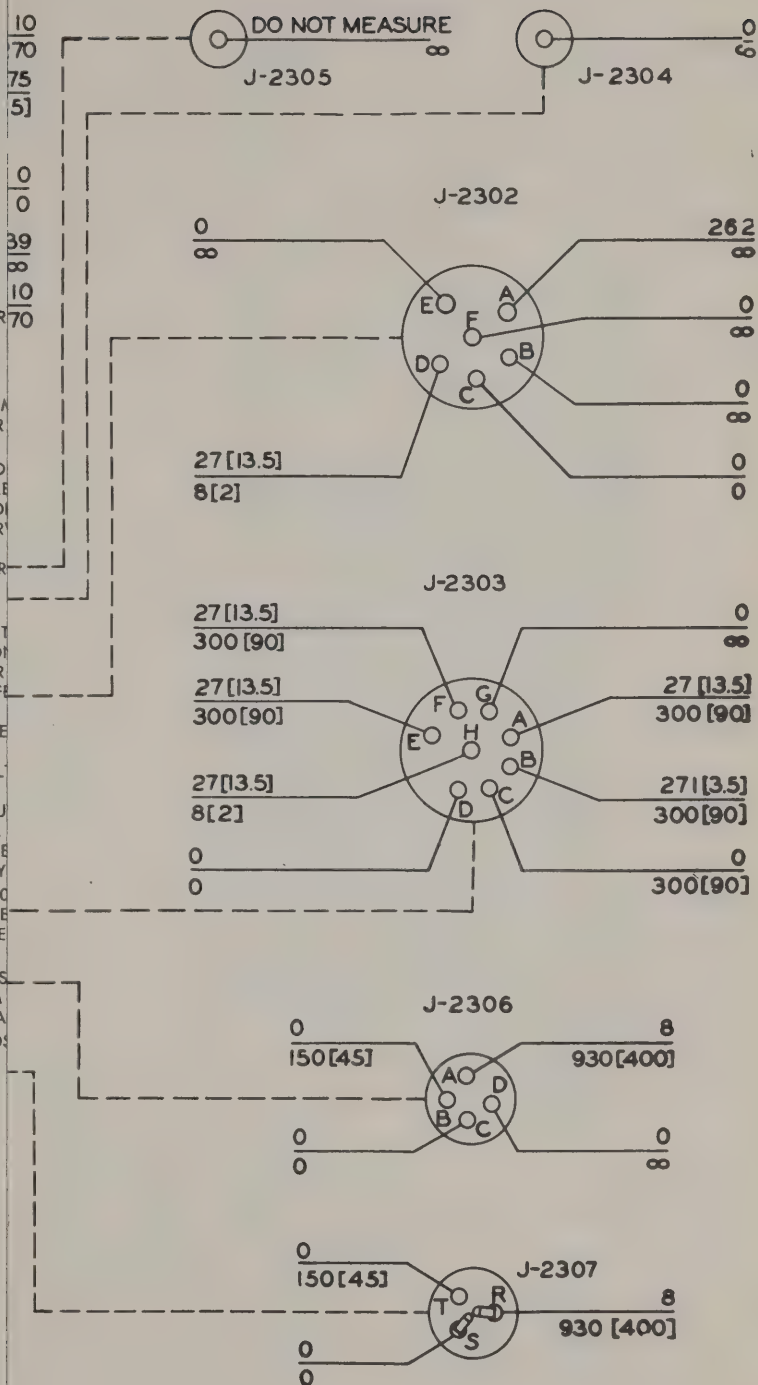 10
70
75
5]
0
0
39
∞
10
70
DO NOT MEASURE
∞
J-2305
0
∞
J-2304
J-2302
0
∞
E
262
∞
A
0
∞
F
0
∞
B
27[13.5]
8[2]
D
0
0
C
J-2303
27[13.5]
300[90]
F
0
∞
G
27[13.5]
300[90]
E
27[13.5]
300[90]
A
H
27[13.5]
8[2]
271[3.5]
300[90]
B
0
0
D
0
300[90]
C
J-2306
0
150[45]
B
8
930[400]
A
0
0
C
0
∞
D
J-2307
0
150[45]
T
8
930 [400]
R
0
0
S